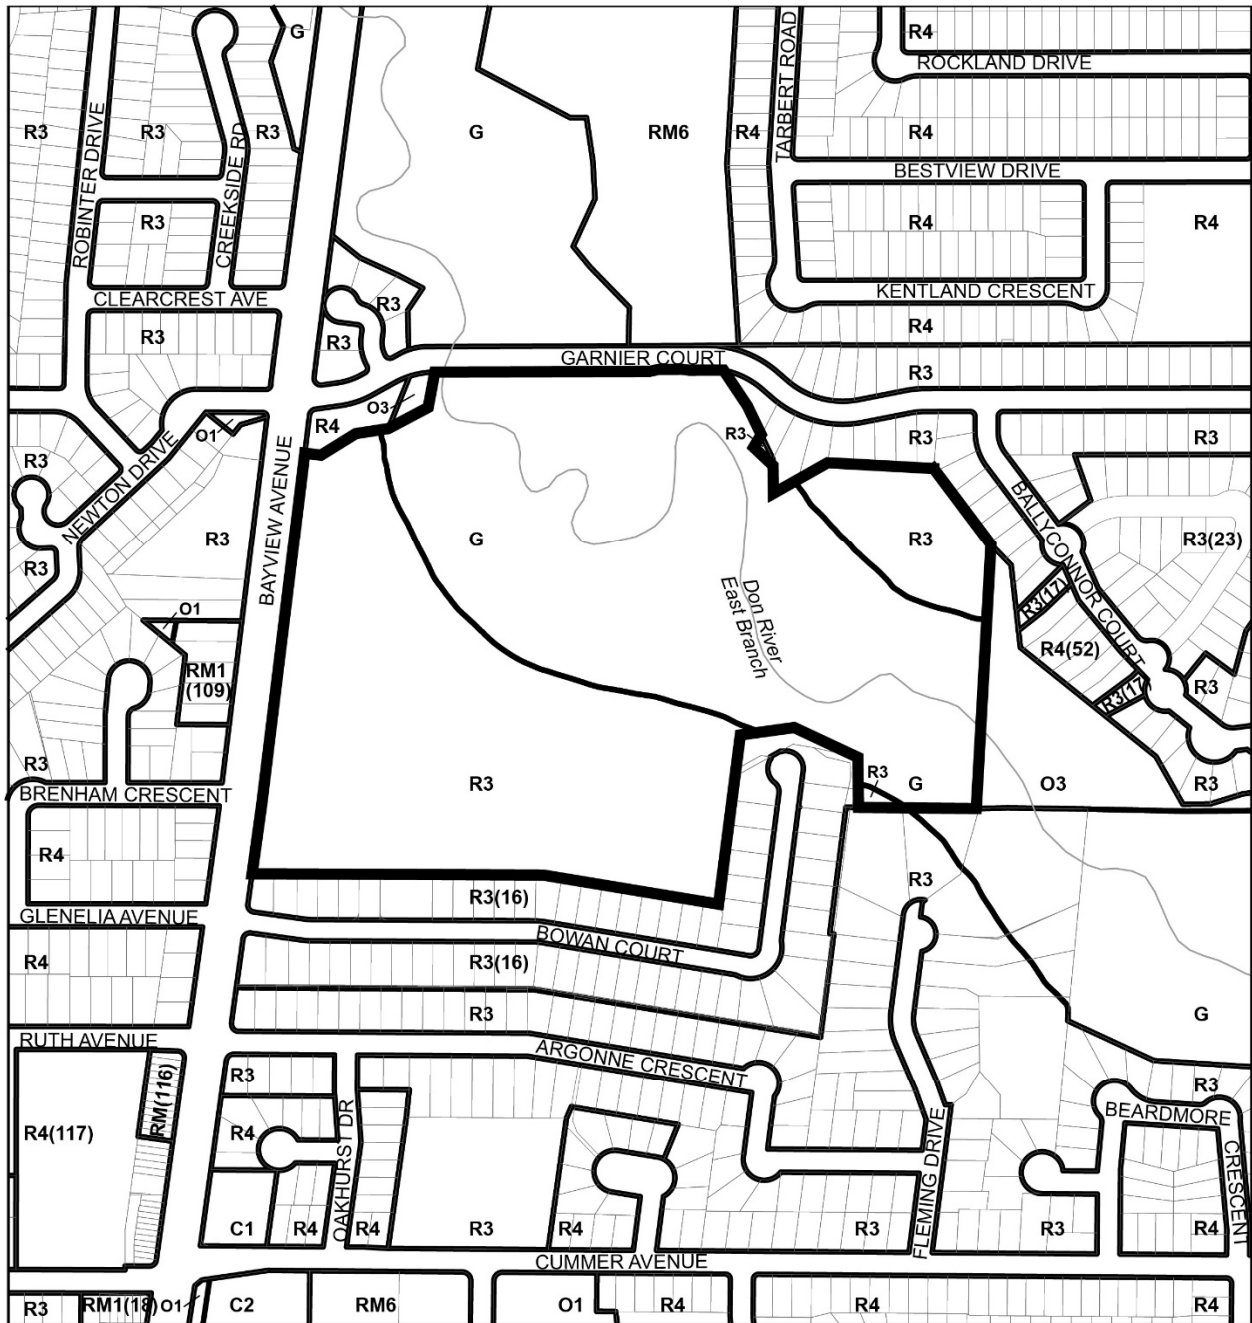 G
R4
ROCKLAND DRIVE
TARBERT ROAD
R3
R3
R3
G
RM6
R4
R4
ROBINTER DRIVE
CREEKSIDE RD
BESTVIEW DRIVE
R3
R4
R4
CLEARCREST AVE
KENTLAND CRESCENT
R3
R3
R3
R4
GARNIER COURT
R3
O3
R4
O1
R3
R3
R3
R3
NEWTON DRIVE
BAYVIEW AVENUE
BALLYCONNOR COURT
R3
G
R3
R3(23)
R3
R3(17)
O1
Don River
East Branch
R4(52)
RM1
(109)
R3(17)
R3
R3
R3
R3
G
O3
R3
BRENHAM CRESCENT
R4
R3
R3(16)
GLENELIA AVENUE
BOWAN COURT
R4
R3(16)
R3
G
RUTH AVENUE
ARGONNE CRESCENT
R3
R3
RM(116)
BEARDMORE
CRESCENT
R4(117)
R4
OAKHURST DR
FLEMING DRIVE
C1
R4
R4
R3
R4
R3
R3
R4
CUMMER AVENUE
R3
RM1(18)
O1
C2
RM6
O1
R4
R4
R4